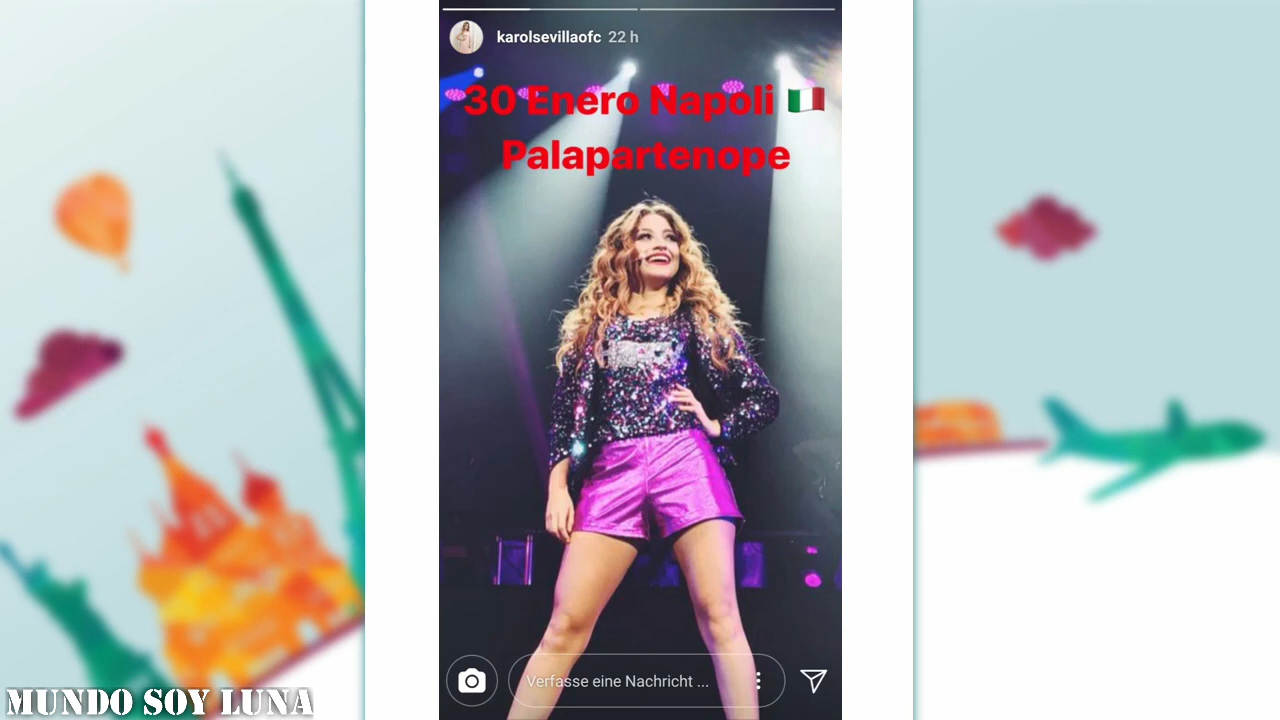 karolsevillaofc 22 h
30 Enero Napoli 🇮🇹
Palapartenope
Verfasse eine Nachricht ...
MUNDO SOY LUNA